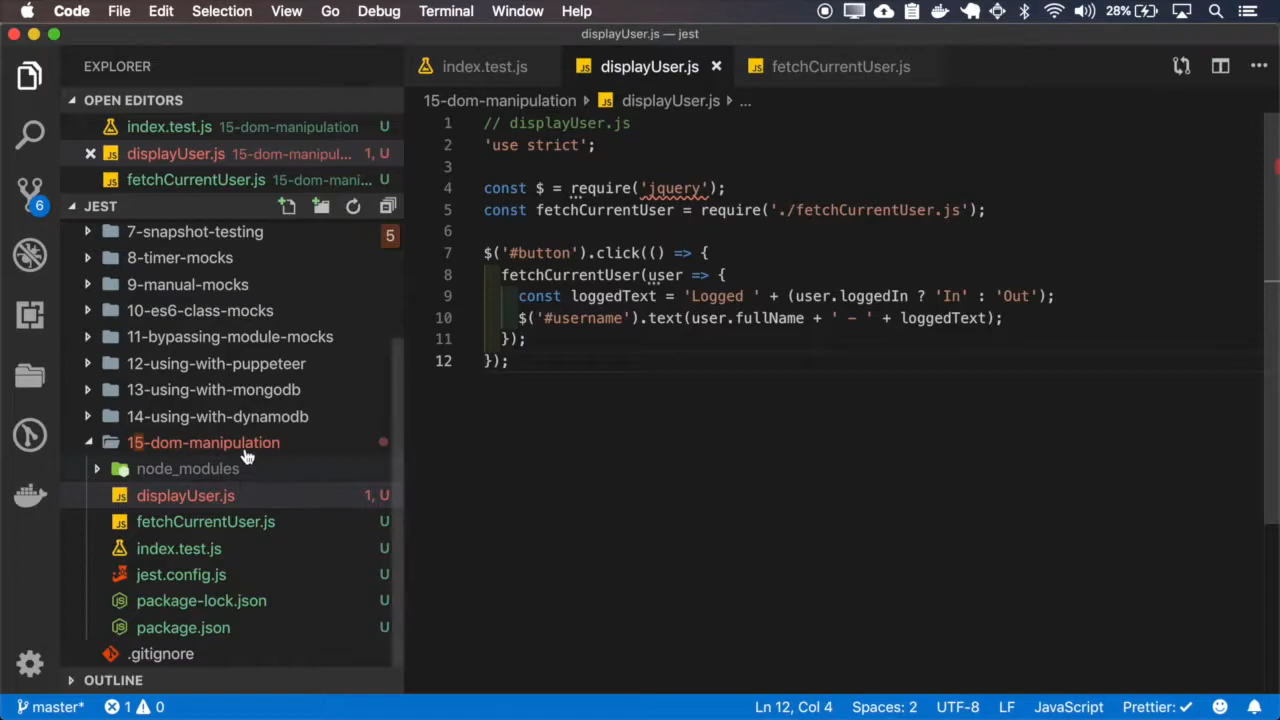 Code File Edit Selection View Go Debug Terminal Window Help 28%
displayUser.js — jest
EXPLORER
OPEN EDITORS
index.test.js 15-dom-manipulation U
displayUser.js 15-dom-manipul... 1, U
fetchCurrentUser.js 15-dom-mani... U
6
JEST
7-snapshot-testing 5
8-timer-mocks
9-manual-mocks
10-es6-class-mocks
11-bypassing-module-mocks
12-using-with-puppeteer
13-using-with-mongodb
14-using-with-dynamodb
15-dom-manipulation
node_modules
JS displayUser.js 1, U
JS fetchCurrentUser.js U
index.test.js U
jest.config.js U
package-lock.json U
package.json U
.gitignore
OUTLINE
index.test.js JS displayUser.js JS fetchCurrentUser.js
15-dom-manipulation JS displayUser.js ...
1 // displayUser.js
2 'use strict';
3
4 const $ = require('jquery');
5 const fetchCurrentUser = require('./fetchCurrentUser.js');
6
7 $('#button').click(() => {
8 fetchCurrentUser(user => {
9 const loggedText = 'Logged ' + (user.loggedIn ? 'In' : 'Out');
10 $('#username').text(user.fullName + ' - ' + loggedText);
11 });
12 });
master* 1 0 Ln 12, Col 4 Spaces: 2 UTF-8 LF JavaScript Prettier: ✓